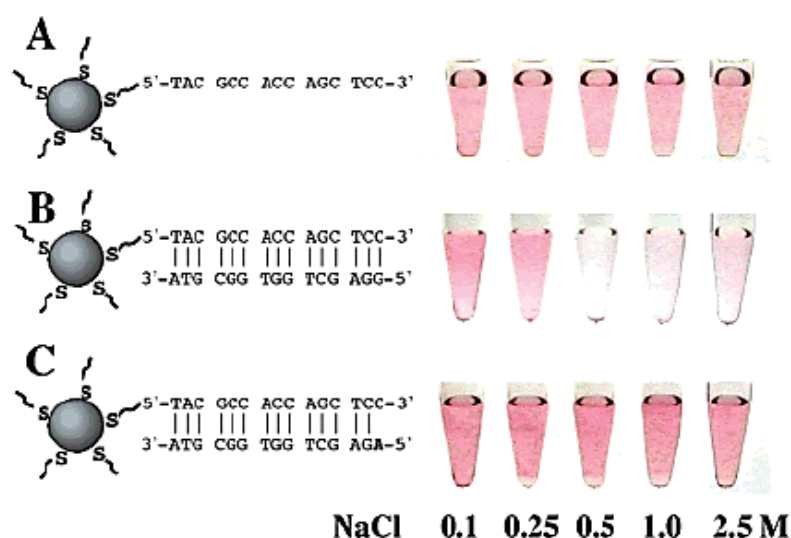 A
S S S S S
5'-TAC GCC ACC AGC TCC-3'
B
S S S S S
5'-TAC GCC ACC AGC TCC-3'
3'-ATG CGG TGG TCG AGG-5'
C
S S S S S
5'-TAC GCC ACC AGC TCC-3'
3'-ATG CGG TGG TCG AGA-5'
NaCl 0.1 0.25 0.5 1.0 2.5 M